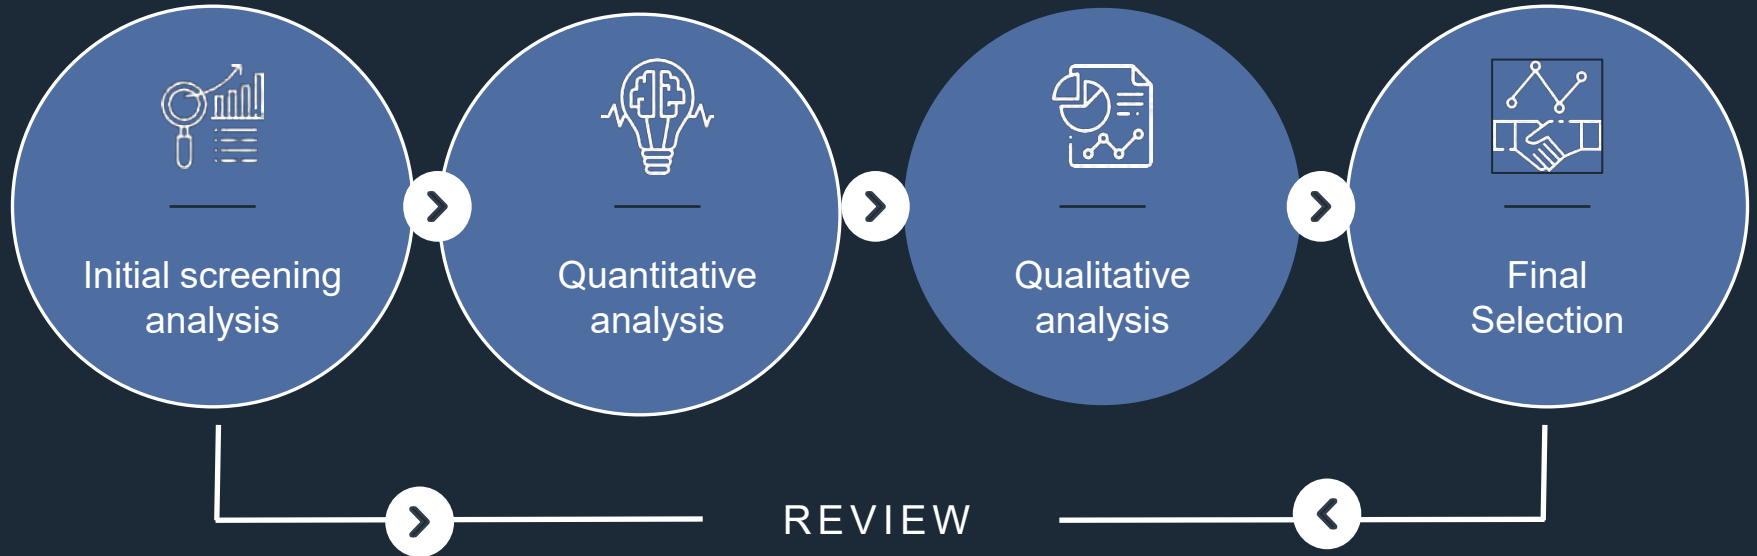 Initial screening
analysis
Quantitative
analysis
Qualitative
analysis
Final
Selection
REVIEW